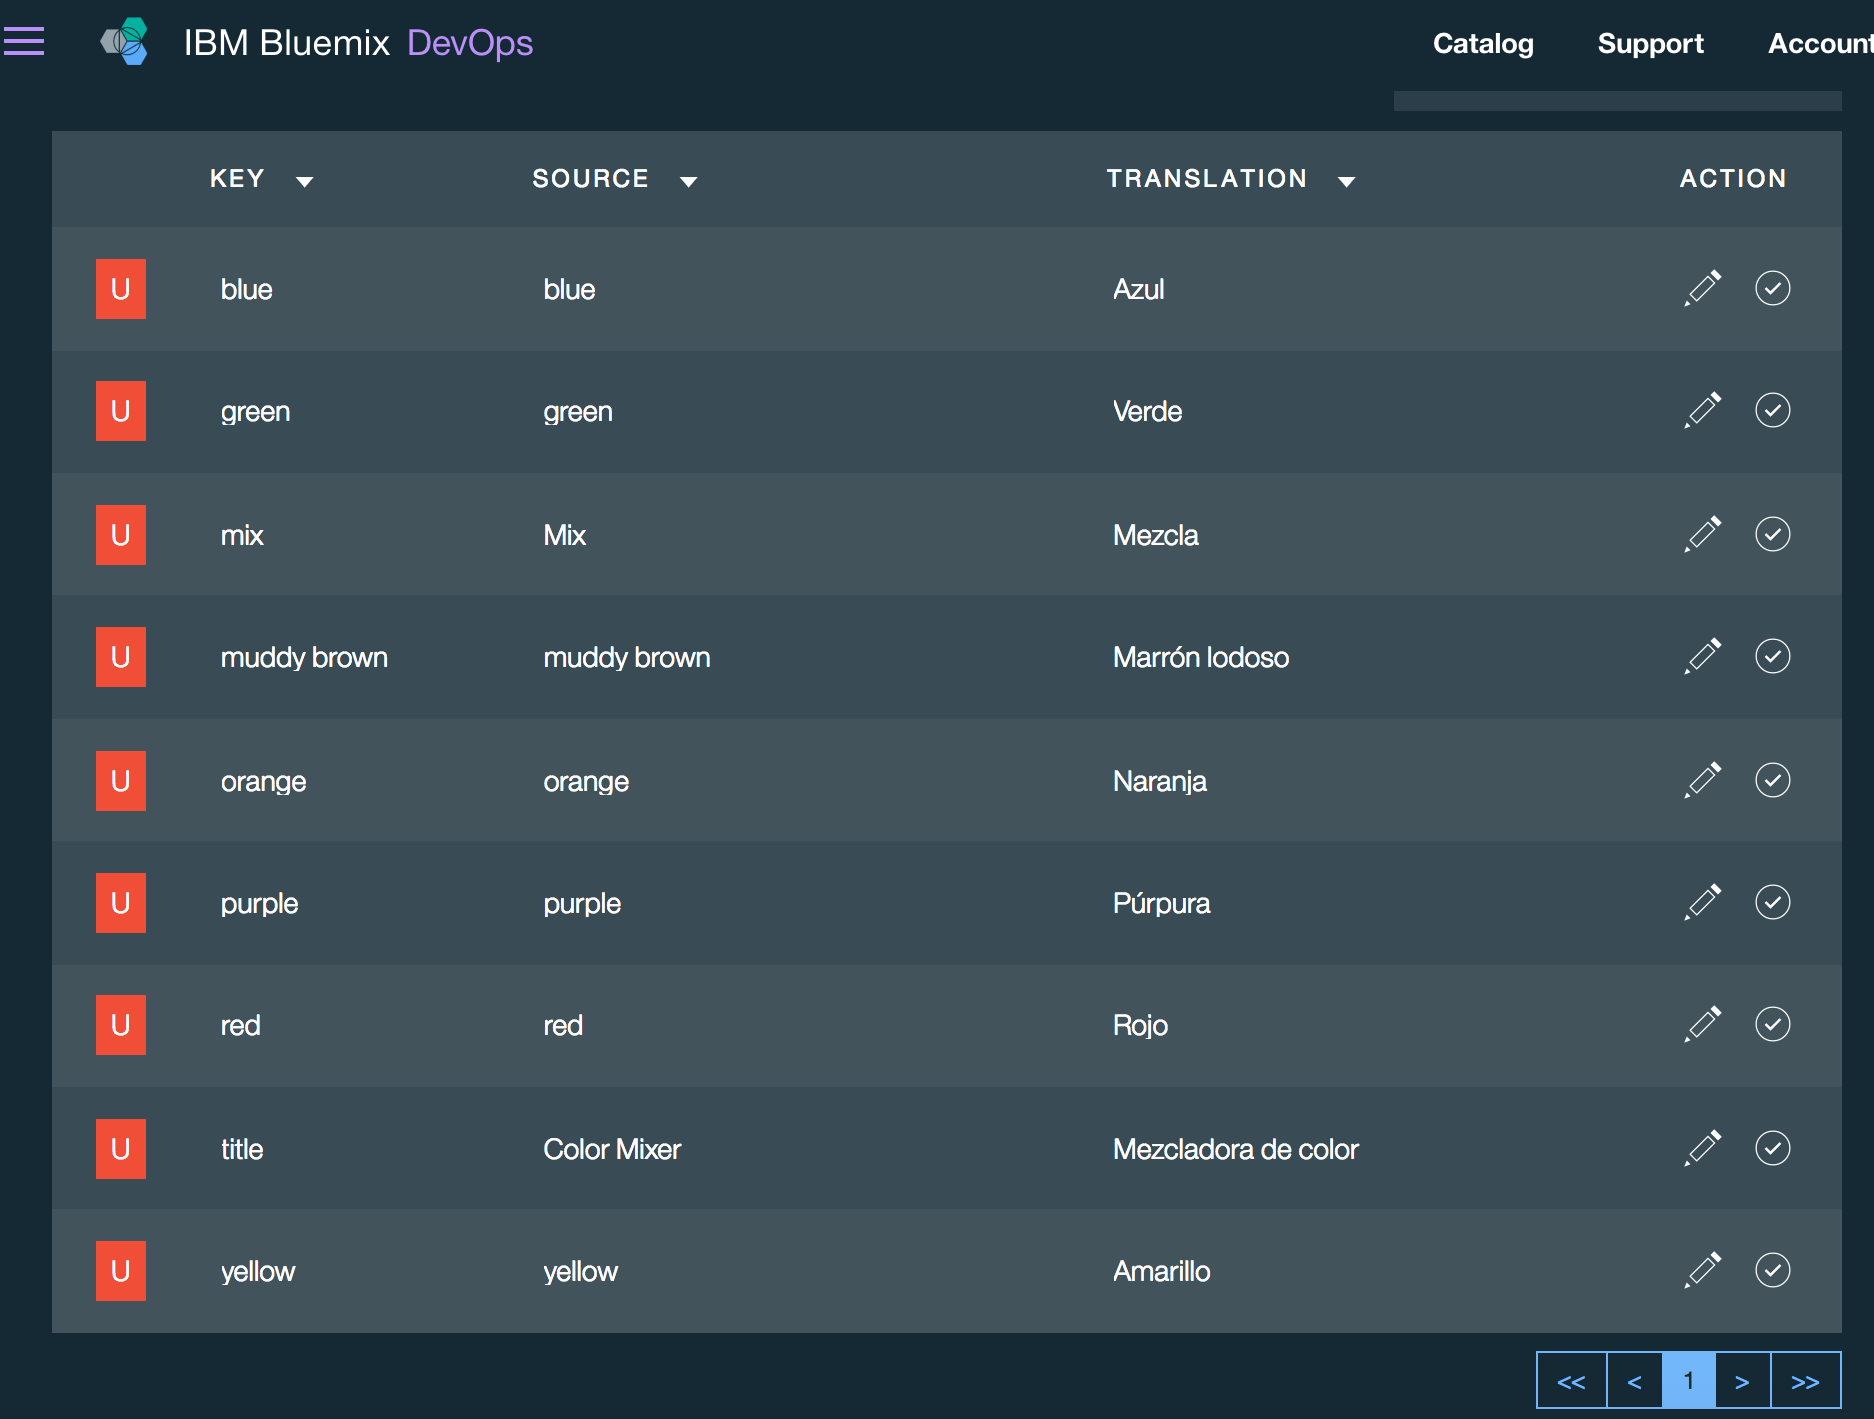 IBM Bluemix DevOps Catalog Support Account
KEY SOURCE TRANSLATION ACTION
U blue blue Azul
U green green Verde
U mix Mix Mezcla
U muddy brown muddy brown Marrón lodoso
U orange orange Naranja
U purple purple Púrpura
U red red Rojo
U title Color Mixer Mezcladora de color
U yellow yellow Amarillo
<< < 1 > >>